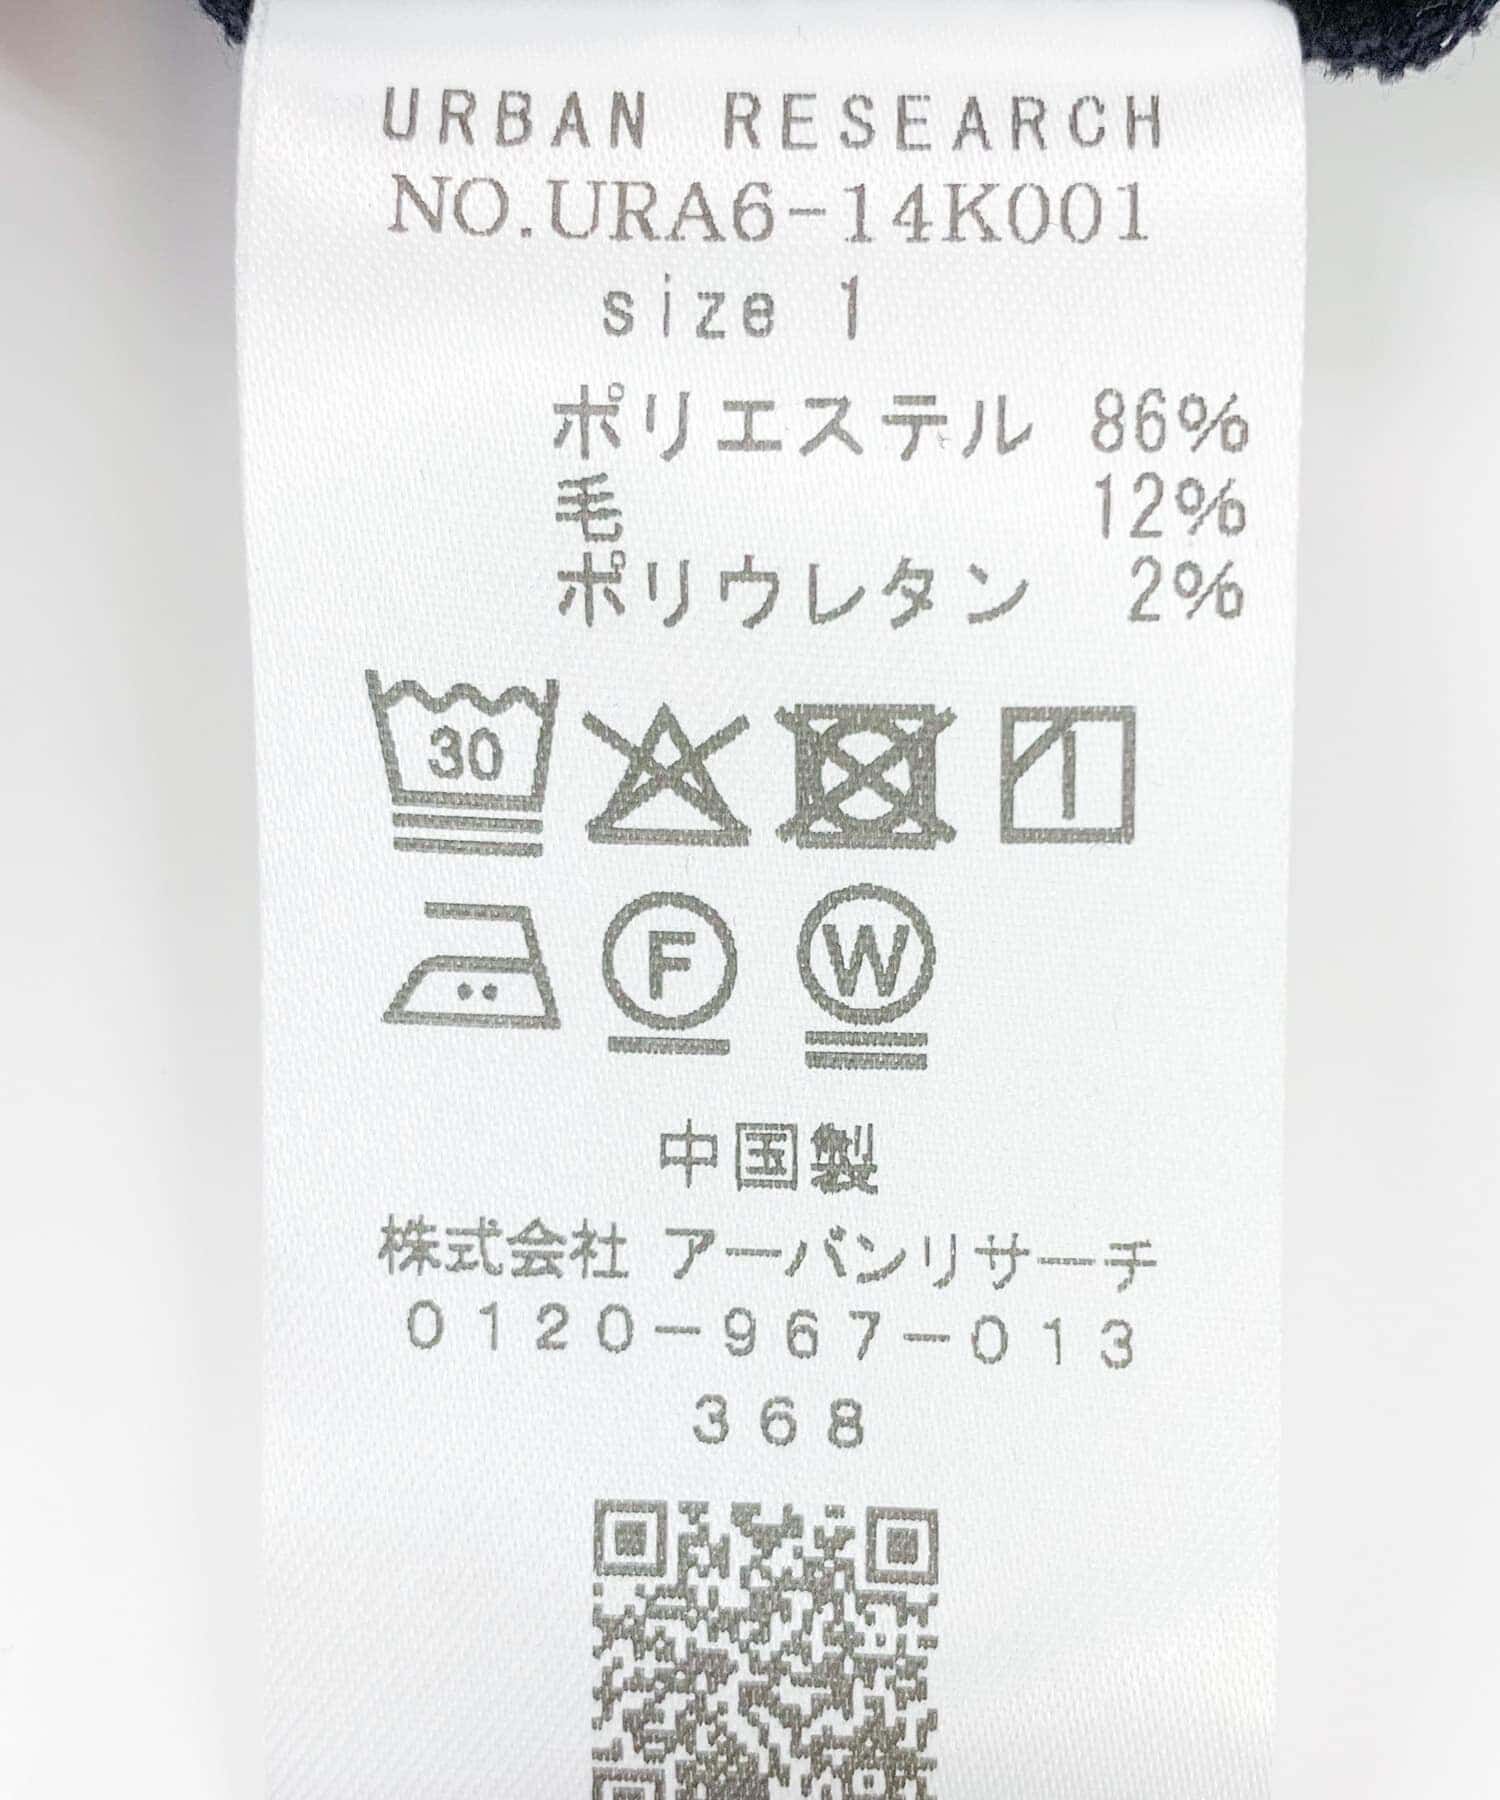 URBAN RESEARCH
NO.URA6-14K001
size 1
ポリエステル 86%
毛 12%
ポリウレタン 2%
30
F W
中国製
株式会社 アーバンリサーチ
0120-967-013
368